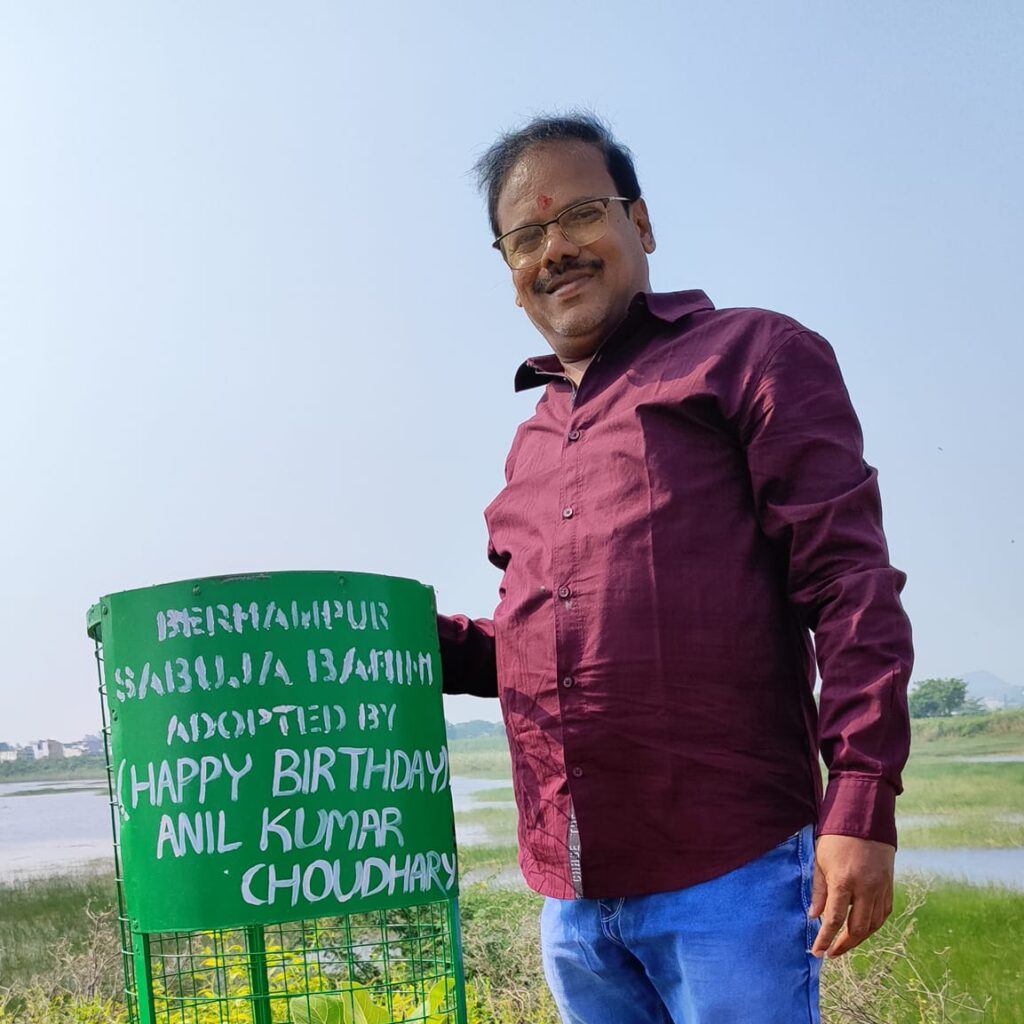 BERHAMPUR
SABUJA BAHINI
ADOPTED BY
(HAPPY BIRTHDAY)
ANIL KUMAR
CHOUDHARY